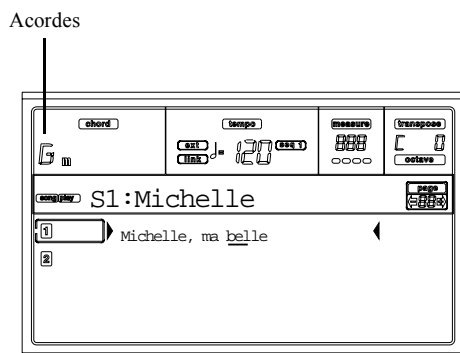 Acordes
chord
tempo
measure
transpose
G m
ext
link
♩= 120
seq 1
888
C 0
octave
song play S1:Michelle
page
88
1 Michelle, ma belle
2